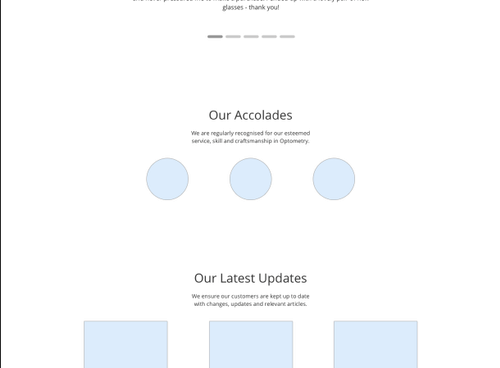 glasses - thank you!
Our Accolades
We are regularly recognised for our esteemed
service, skill and craftsmanship in Optometry.
Our Latest Updates
We ensure our customers are kept up to date
with changes, updates and relevant articles.